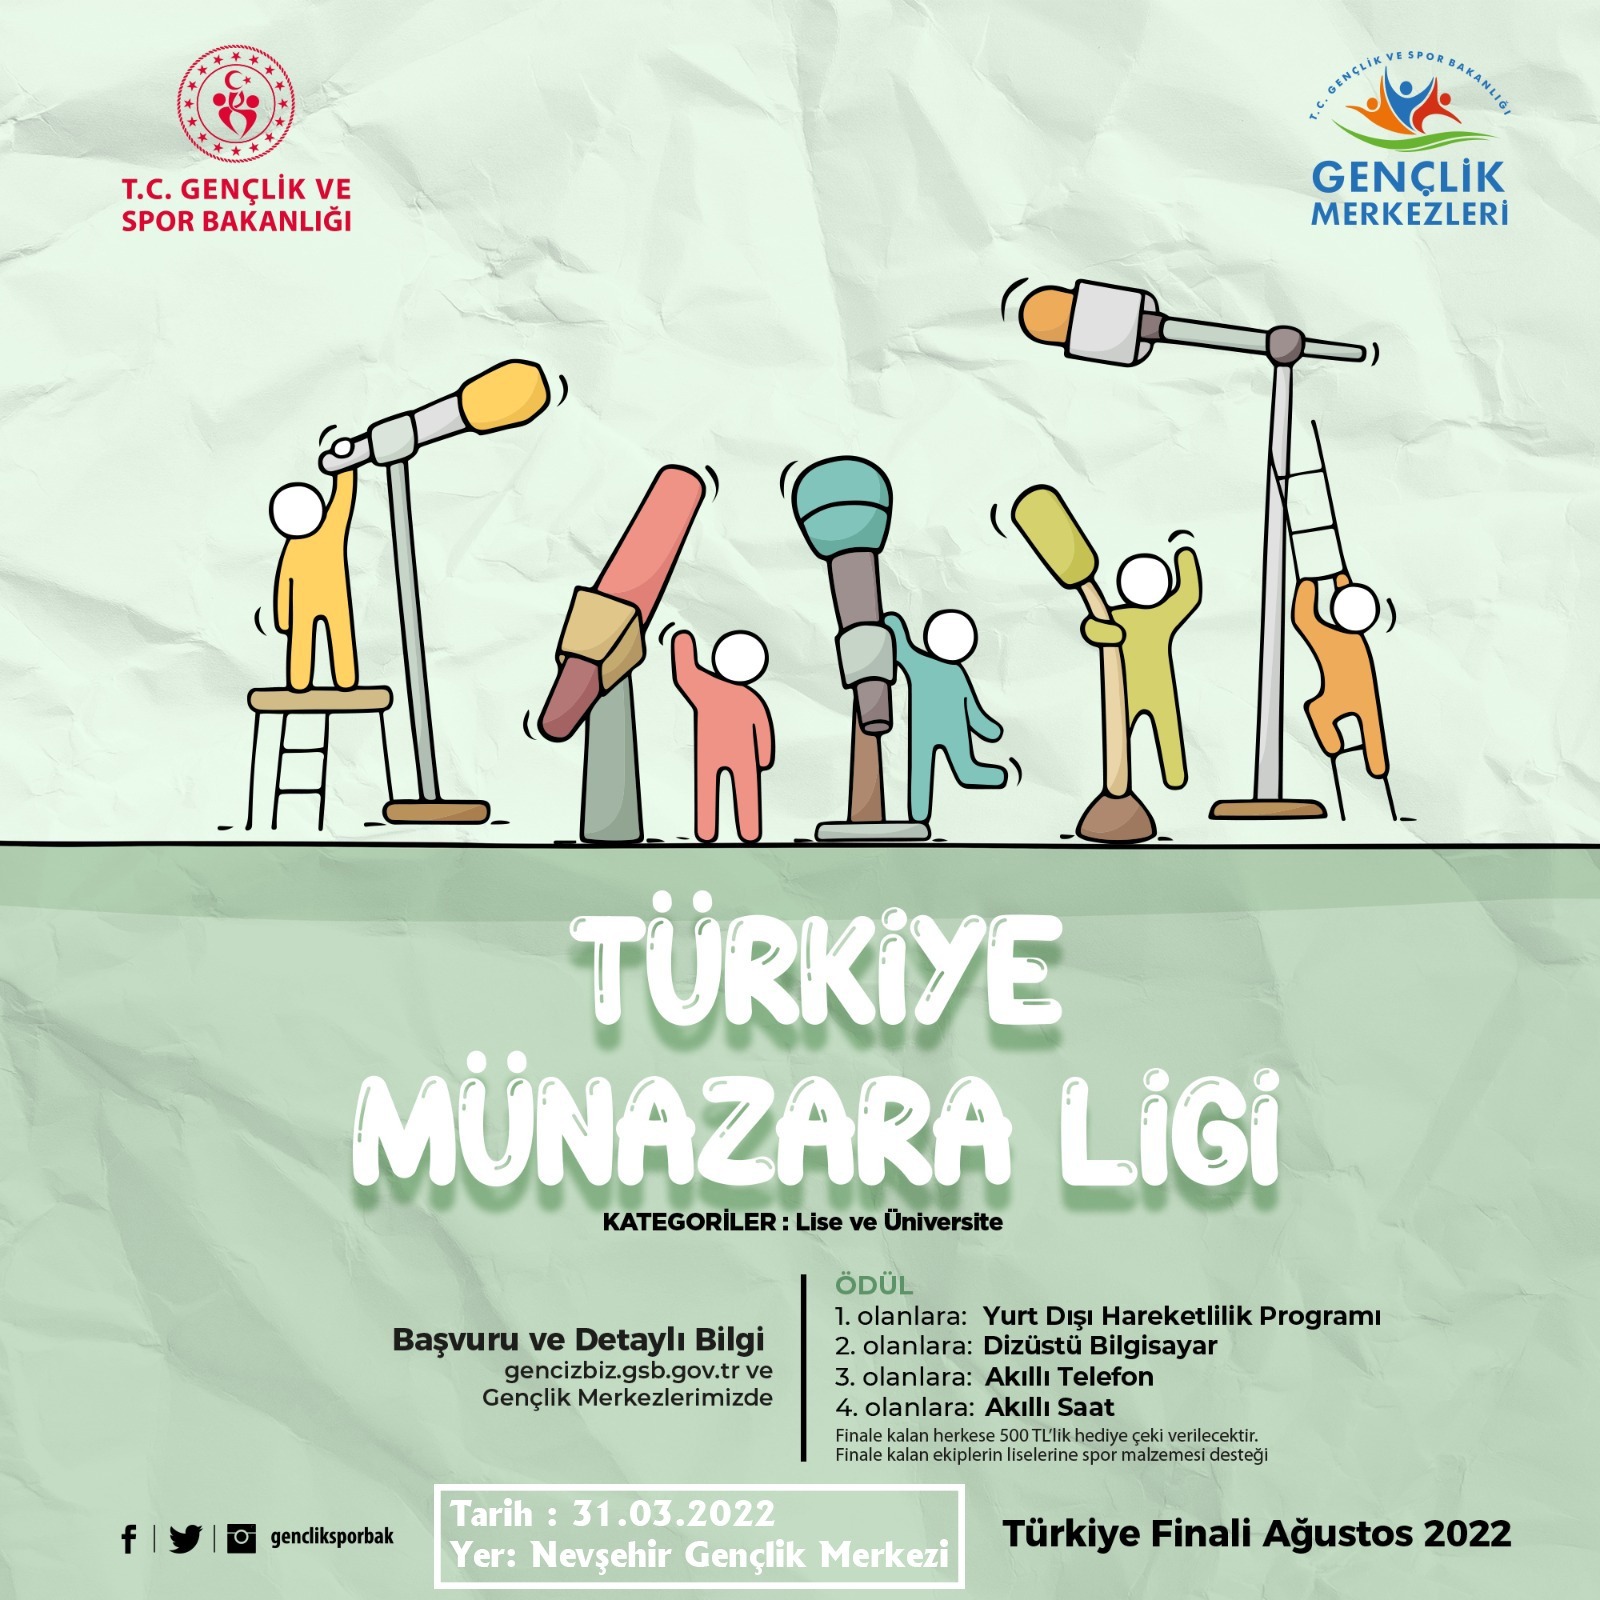 T.C. GENÇLİK VE
SPOR BAKANLIĞI
T.C. GENÇLİK VE SPOR BAKANLIĞI
GENÇLİK
MERKEZLERİ
TÜRKİYE
MÜNAZARA LİGİ
KATEGORİLER : Lise ve Üniversite
Başvuru ve Detaylı Bilgi
gencizbiz.gsb.gov.tr ve
Gençlik Merkezlerimizde
ÖDÜL
1. olanlara: Yurt Dışı Hareketlilik Programı
2. olanlara: Dizüstü Bilgisayar
3. olanlara: Akıllı Telefon
4. olanlara: Akıllı Saat
Finale kalan herkese 500 TL'lik hediye çeki verilecektir.
Finale kalan ekiplerin liselerine spor malzemesi desteği
gencliksporbak
Tarih : 31.03.2022
Yer: Nevşehir Gençlik Merkezi
Türkiye Finali Ağustos 2022